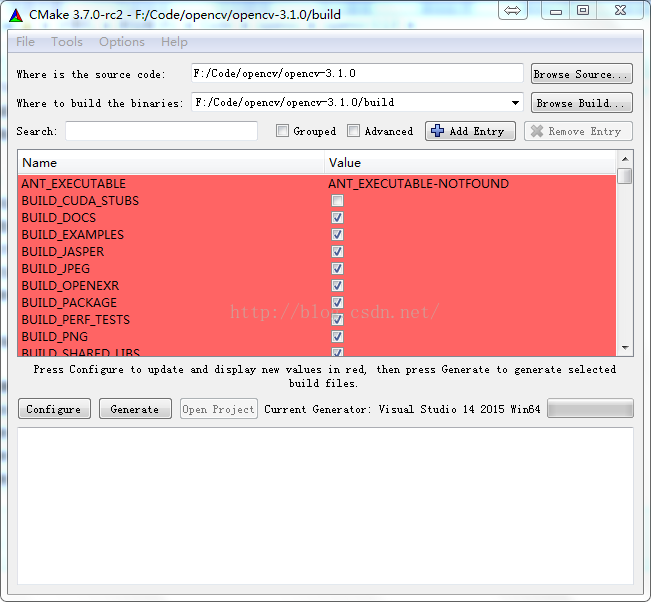 CMake 3.7.0-rc2 - F:/Code/opencv/opencv-3.1.0/build
File Tools Options Help
Where is the source code: F:/Code/opencv/opencv-3.1.0 Browse Source...
Where to build the binaries: F:/Code/opencv/opencv-3.1.0/build Browse Build...
Search: Grouped Advanced Add Entry Remove Entry
Name Value
ANT_EXECUTABLE ANT_EXECUTABLE-NOTFOUND
BUILD_CUDA_STUBS
BUILD_DOCS
BUILD_EXAMPLES
BUILD_JASPER
BUILD_JPEG
BUILD_OPENEXR
BUILD_PACKAGE
http://blog.csdn.net/
BUILD_PERF_TESTS
BUILD_PNG
BUILD_SHARED_LIBS
Press Configure to update and display new values in red, then press Generate to generate selected
build files.
Configure Generate Open Project Current Generator: Visual Studio 14 2015 Win64